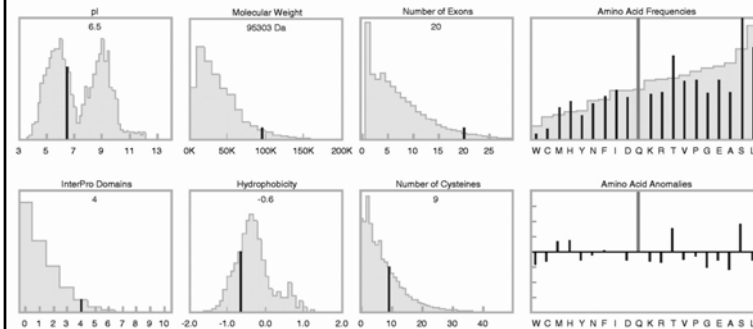 pI
6.5
3 5 7 9 11 13
Molecular Weight
95303 Da
0K 50K 100K 150K 200K
Number of Exons
20
0 5 10 15 20 25
Amino Acid Frequencies
W C M H Y N F I D Q K R T V P G E A S L
InterPro Domains
4
0 1 2 3 4 5 6 7 8 9 10
Hydrophobicity
-0.6
-2.0 -1.0 0.0 1.0 2.0
Number of Cysteines
9
0 10 20 30 40
Amino Acid Anomalies
W C M H Y N F I D Q K R T V P G E A S L